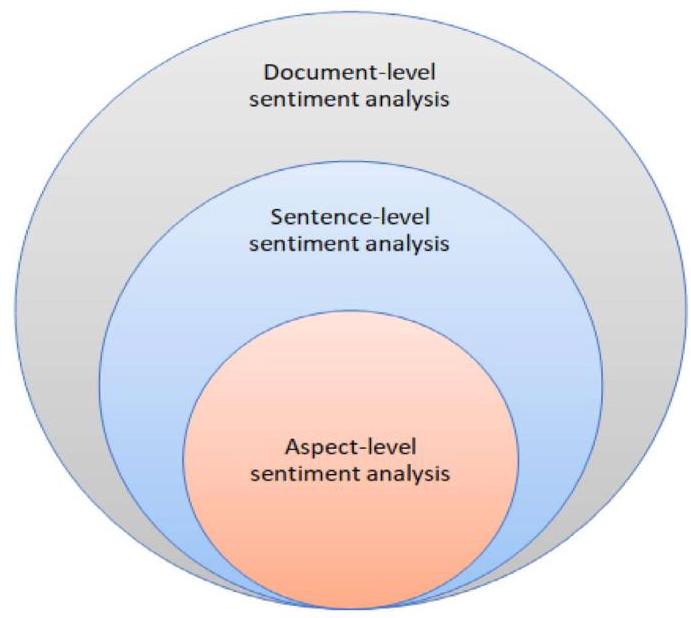 Document-level
sentiment analysis
Sentence-level
sentiment analysis
Aspect-level
sentiment analysis